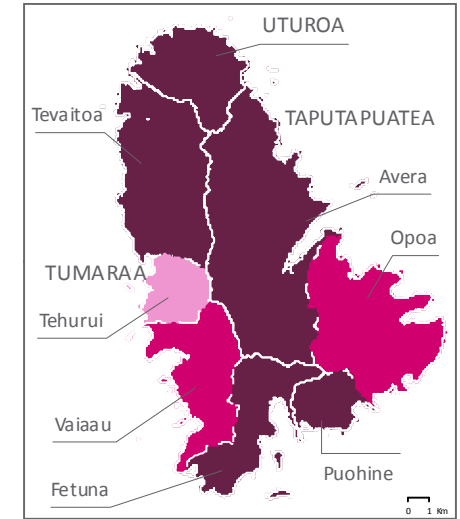 UTUROA
Tevaitoa
TAPUTAPUATEA
Avera
Opoa
TUMARAA
Tehurui
Vaiaau
Puohine
Fetuna
0 1 Km